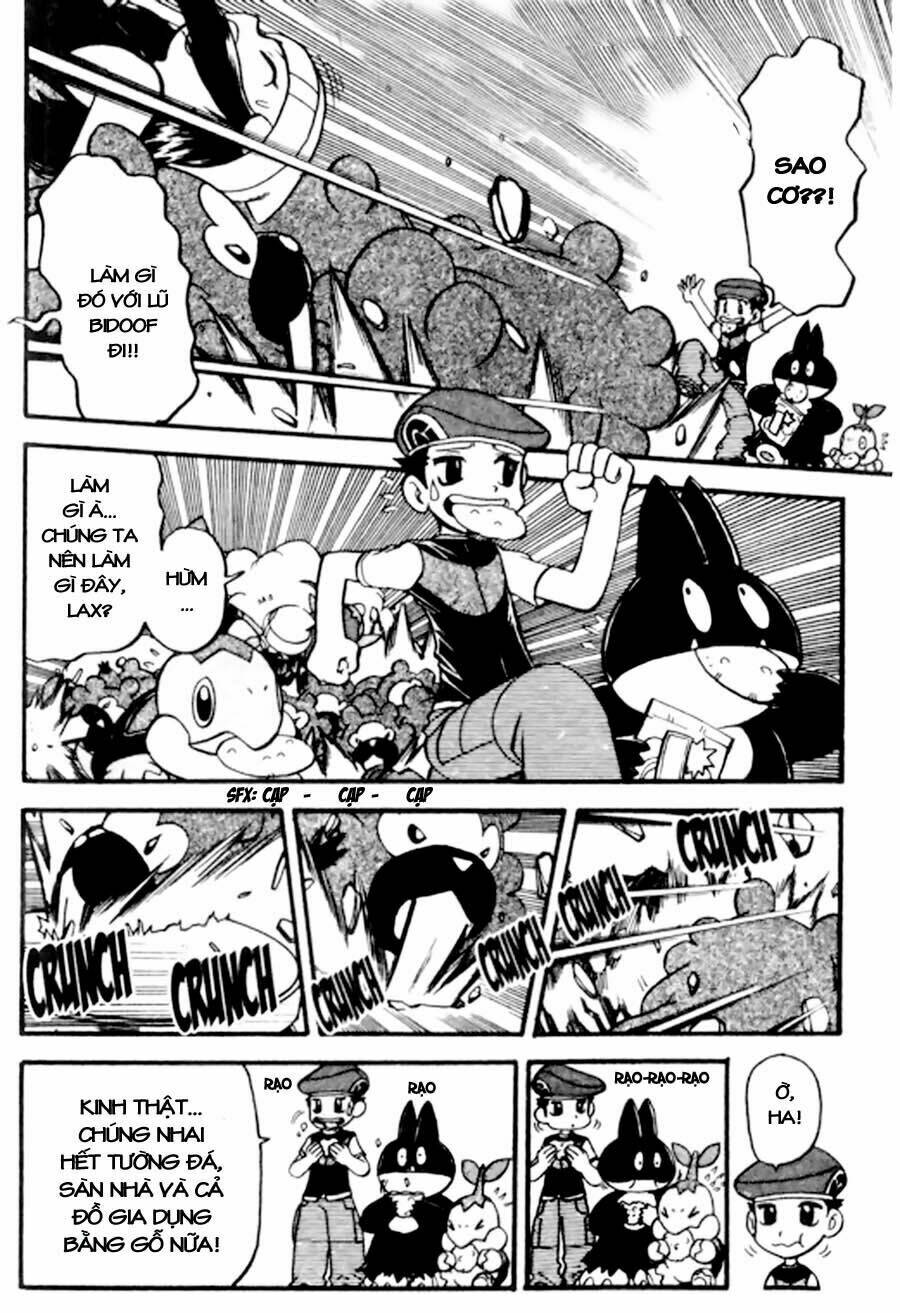 SAO
CƠ??!
LÀM GÌ
ĐÓ VỚI LŨ
BIDOOF
ĐI!!
HỪM
...
LÀM
GÌ À...
CHÚNG TA
NÊN LÀM
GÌ ĐÂY,
LAX?
SFX: CẠP - CẠP - CẠP
CRUNCH
CRUNCH
CRUNCH
CRUNCH
CRUNCH
CRUNCH
Ờ,
HA!
RẠO-RẠO-RẠO
RẠO
RẠO
KINH THẬT...
CHÚNG NHAI
HẾT TƯỜNG ĐÁ,
SÀN NHÀ VÀ CẢ
ĐỒ GIA DỤNG
BẰNG GỖ NỮA!